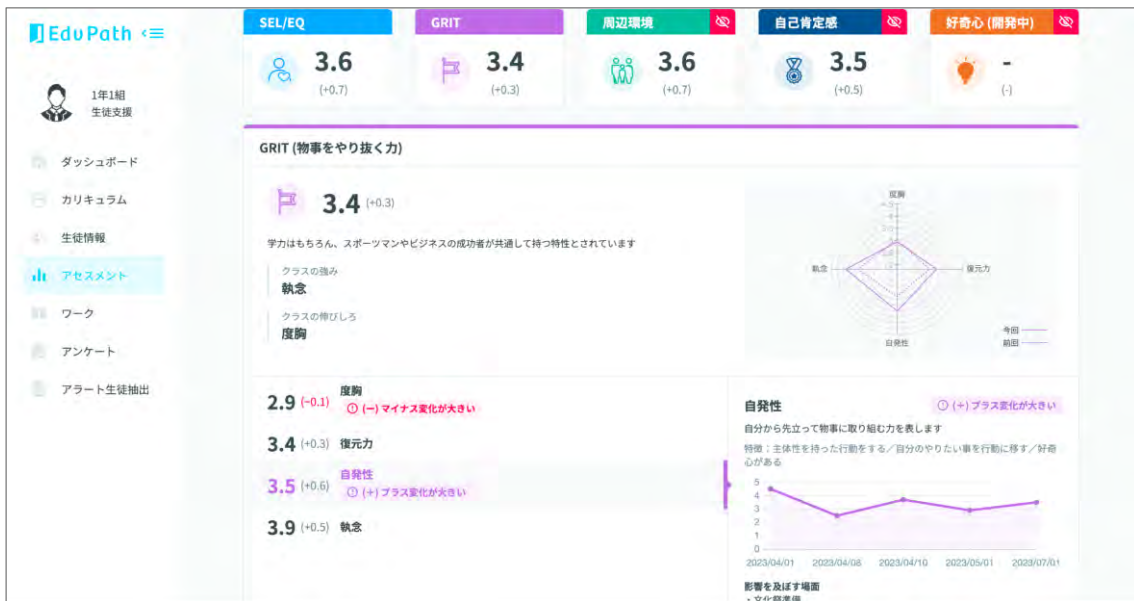 EduPath
1年1組
生徒支援
ダッシュボード
カリキュラム
生徒情報
アセスメント
ワーク
アンケート
アラート生徒抽出
SEL/EQ
3.6
(+0.7)
GRIT
3.4
(+0.3)
周辺環境
3.6
(+0.7)
自己肯定感
3.5
(+0.5)
好奇心 (開発中)
-
(-)
GRIT (物事をやり抜く力)
3.4 (+0.3)
学力はもちろん、スポーツマンやビジネスの成功者が共通して持つ特性とされています
クラスの強み
執念
クラスの伸びしろ
度胸
度胸
執念
復元力
自発性
今回
前回
2.9 (-0.1) 度胸
(—) マイナス変化が大きい
3.4 (+0.3) 復元力
3.5 (+0.6) 自発性
(+) プラス変化が大きい
3.9 (+0.5) 執念
自発性
(+) プラス変化が大きい
自分から先立って物事に取り組む力を表します
特徴：主体性を持った行動をする／自分のやりたい事を行動に移す／好奇
心がある
5
4
3
2
1
0
2023/04/01 2023/04/08 2023/04/10 2023/05/01 2023/07/01
影響を及ぼす場面
・文化祭準備